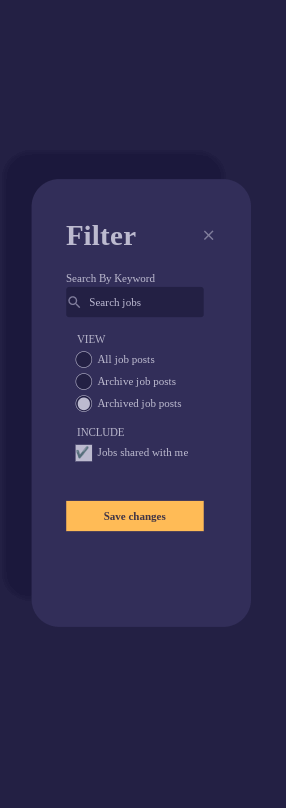 Filter
Search By Keyword
Search jobs
VIEW
All job posts
Archive job posts
Archived job posts
INCLUDE
Jobs shared with me
Save changes